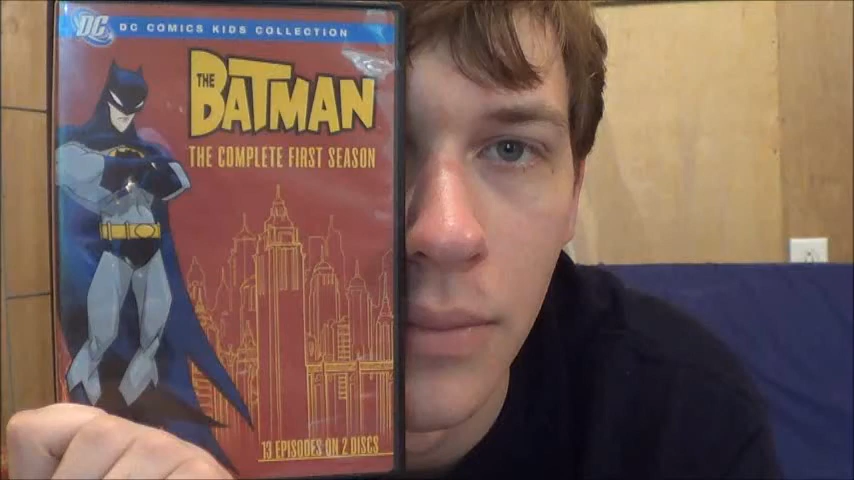 DC DC COMICS KIDS COLLECTION
THE
BATMAN
THE COMPLETE FIRST SEASON
13 EPISODES ON 2 DISCS